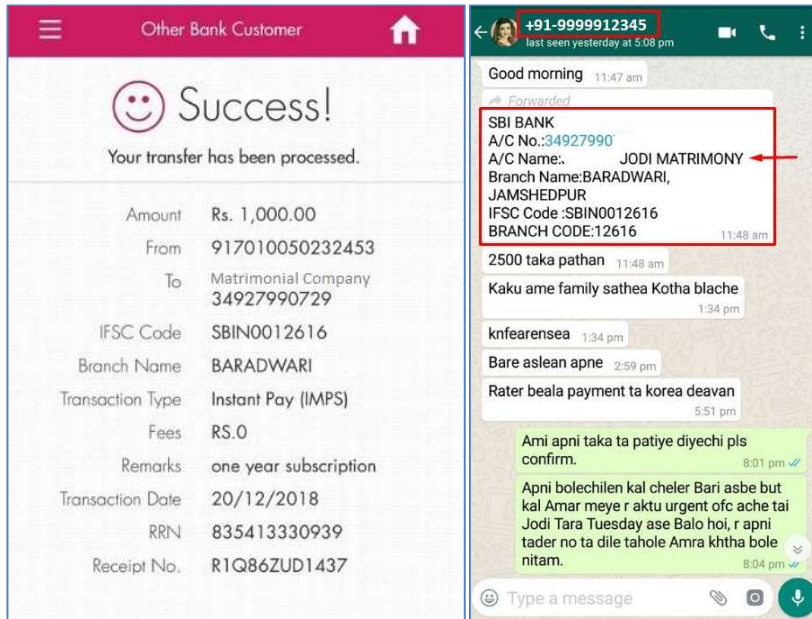 Other Bank Customer
Success!
Your transfer has been processed.
Amount Rs. 1,000.00
From 917010050232453
To Matrimonial Company
34927990729
IFSC Code SBIN0012616
Branch Name BARADWARI
Transaction Type Instant Pay (IMPS)
Fees RS.0
Remarks one year subscription
Transaction Date 20/12/2018
RRN 835413330939
Receipt No. R1Q86ZUD1437
+91-9999912345
last seen yesterday at 5:08 pm
Good morning 11:47 am
Forwarded
SBI BANK
A/C No.:34927990
A/C Name:. JODI MATRIMONY
Branch Name:BARADWARI,
JAMSHEDPUR
IFSC Code :SBIN0012616
BRANCH CODE:12616 11:48 am
2500 taka pathan 11:48 am
Kaku ame family sathea Kotha blache
1:34 pm
knfearensea 1:34 pm
Bare aslean apne 2:59 pm
Rater beala payment ta korea deavan
5:51 pm
Ami apni taka ta patiye diyechi pls
confirm. 8:01 pm
Apni bolechilen kal cheler Bari asbe but
kal Amar meye r aktu urgent ofc ache tai
Jodi Tara Tuesday ase Balo hoi, r apni
tader no ta dile tahole Amra khtha bole
nitam. 8:04 pm
Type a message